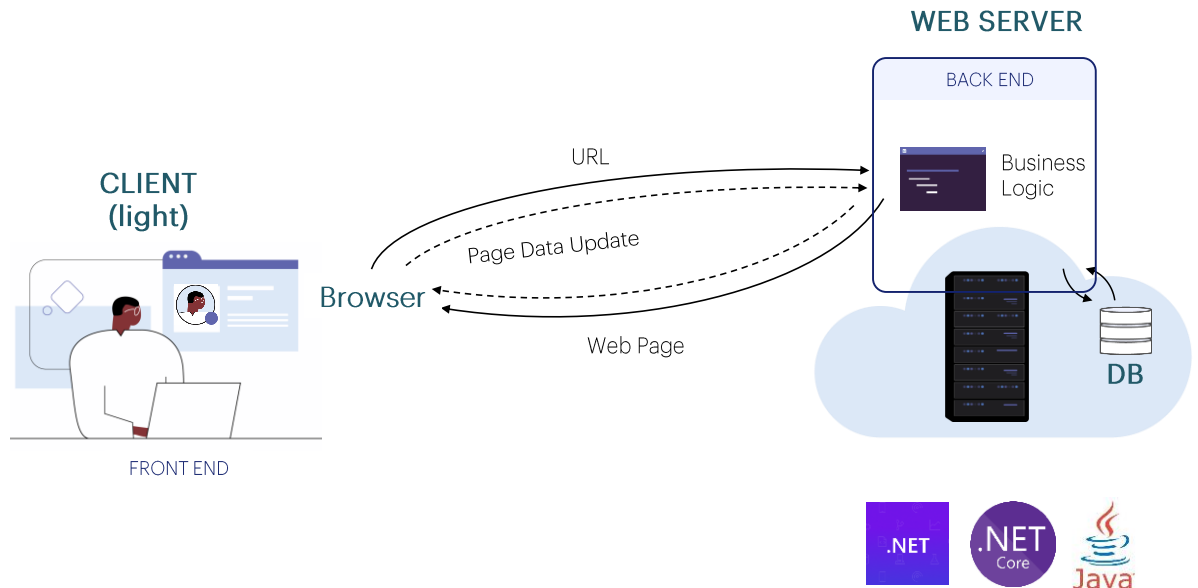 WEB SERVER
BACK END
Business
Logic
URL
CLIENT
(light)
Page Data Update
Browser
Web Page
DB
FRONT END
.NET
.NET
Core
Java